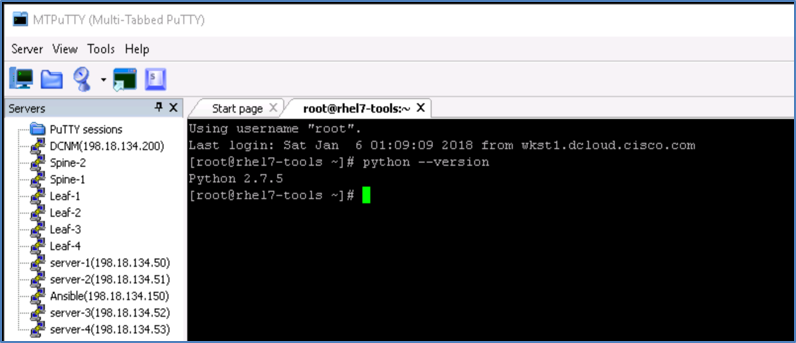 MTPuTTY (Multi-Tabbed PuTTY)
Server View Tools Help
Servers
PuTTY sessions
DCNM(198.18.134.200)
Spine-2
Spine-1
Leaf-1
Leaf-2
Leaf-3
Leaf-4
server-1(198.18.134.50)
server-2(198.18.134.51)
Ansible(198.18.134.150)
server-3(198.18.134.52)
server-4(198.18.134.53)
Start page
root@rhel7-tools:~
Using username "root".
Last login: Sat Jan  6 01:09:09 2018 from wkst1.dcloud.cisco.com
[root@rhel7-tools ~]# python --version
Python 2.7.5
[root@rhel7-tools ~]#